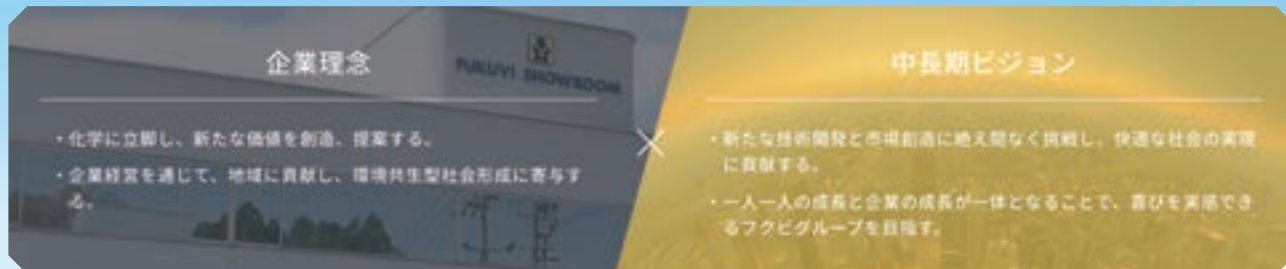 企業理念
FUKUVI SHOWROOM
・化学に立脚し、新たな価値を創造、提案する。
・企業経営を通じて、地域に貢献し、環境共生型社会形成に寄与す
る。
×
中長期ビジョン
・新たな技術開発と市場創造に絶え間なく挑戦し、快適な社会の実現
に貢献する。
・一人一人の成長と企業の成長が一体となることで、喜びを実感でき
るフクビグループを目指す。